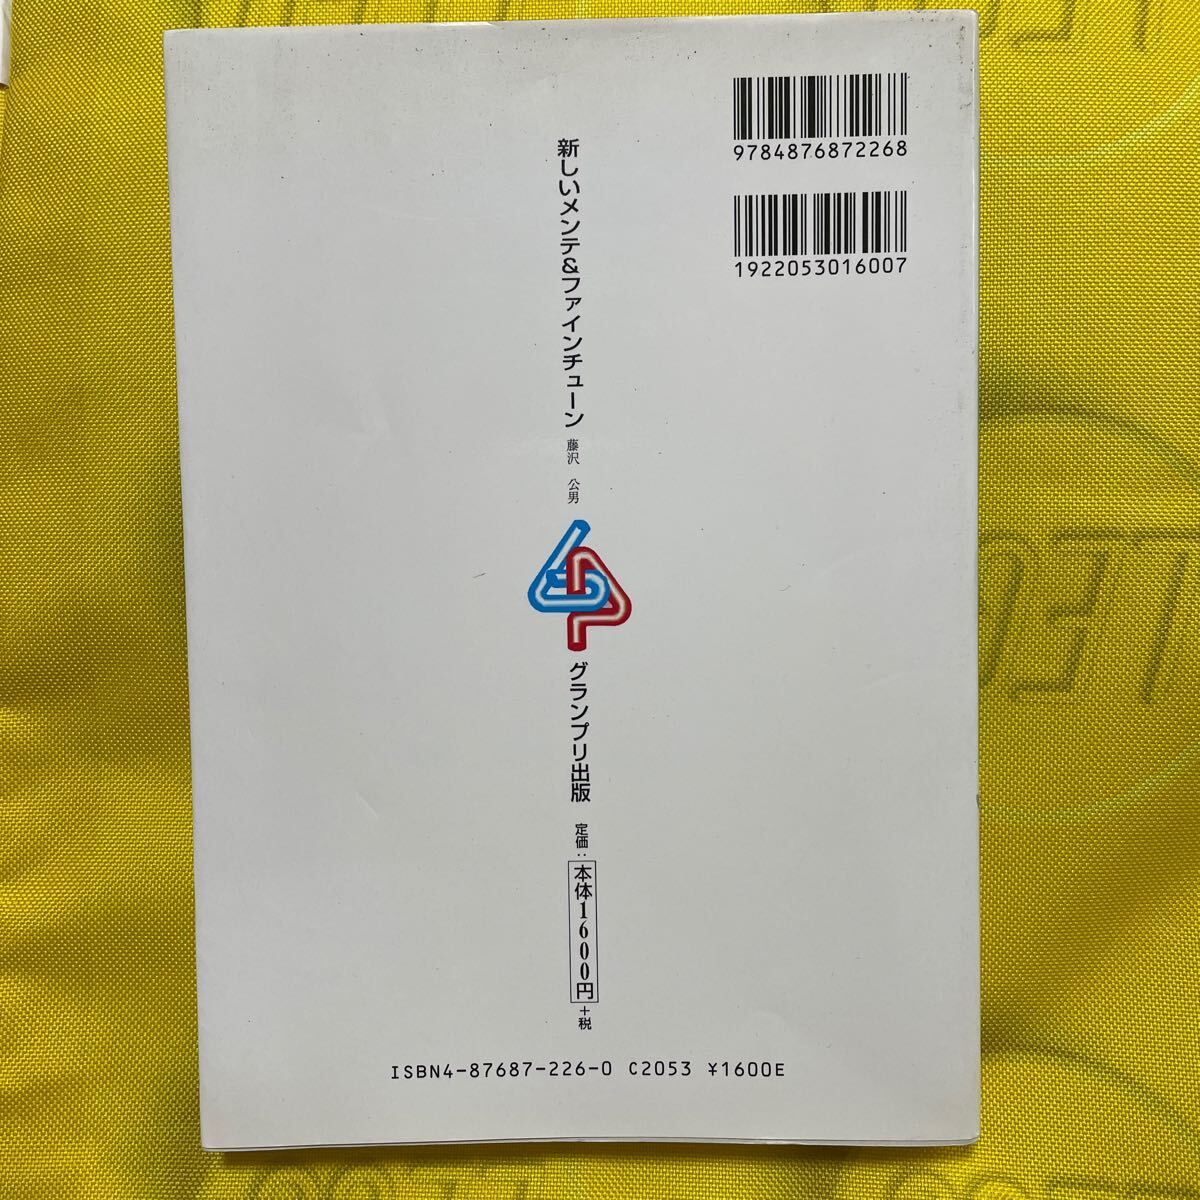 9784876872268
1922053016007
新しいメンテ&ファインチューン
藤沢 公男
グランプリ出版
定価:本体1600円+税
ISBN4-87687-226-0 C2053 ¥1600E